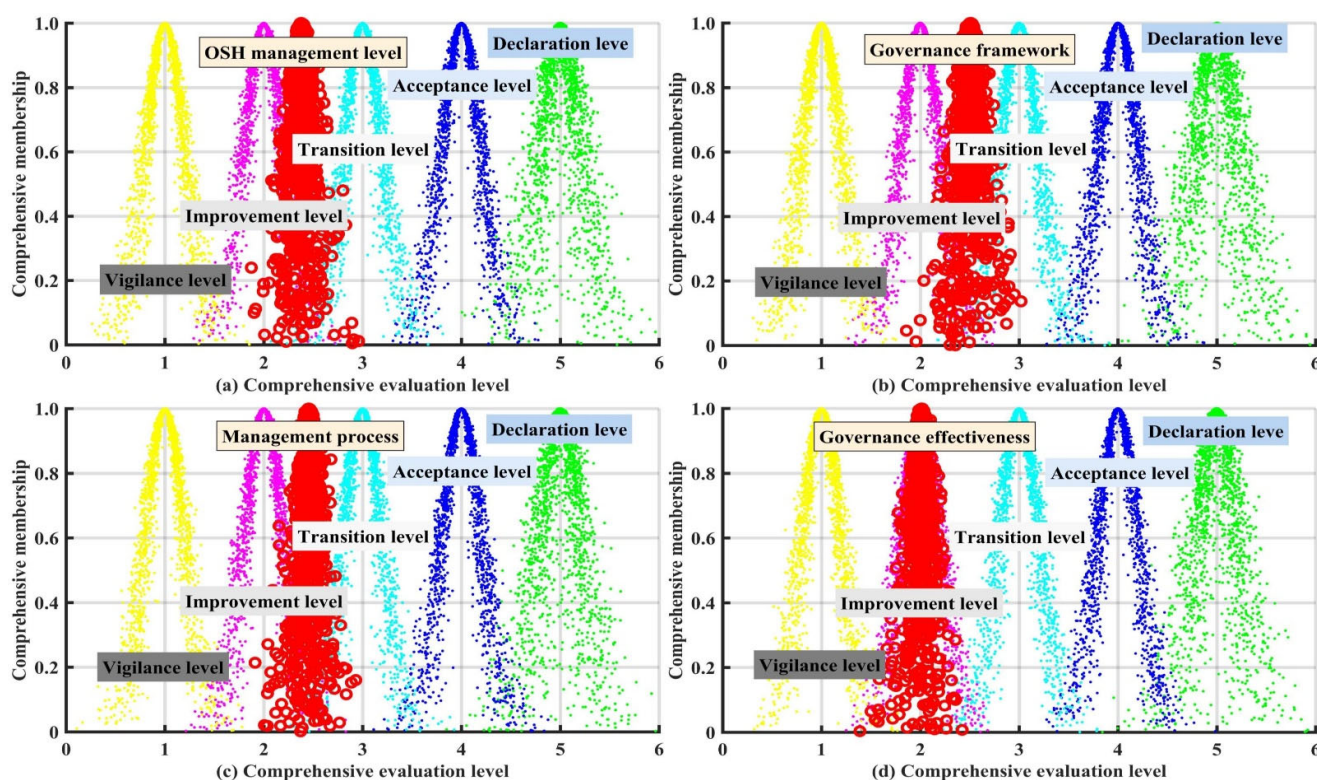 1.0
0.8
0.6
0.4
0.2
0
Comprehensive membership
OSH management level
Declaration leve
Acceptance level
Transition level
Improvement level
Vigilance level
0 1 2 3 4 5 6
(a) Comprehensive evaluation level
1.0
0.8
0.6
0.4
0.2
0
Comprehensive membership
Governance framework
Declaration leve
Acceptance level
Transition level
Improvement level
Vigilance level
0 1 2 3 4 5 6
(b) Comprehensive evaluation level
1.0
0.8
0.6
0.4
0.2
0
Comprehensive membership
Management process
Declaration leve
Acceptance level
Transition level
Improvement level
Vigilance level
0 1 2 3 4 5 6
(c) Comprehensive evaluation level
1.0
0.8
0.6
0.4
0.2
0
Comprehensive membership
Governance effectiveness
Declaration leve
Acceptance level
Transition level
Improvement level
Vigilance level
0 1 2 3 4 5 6
(d) Comprehensive evaluation level